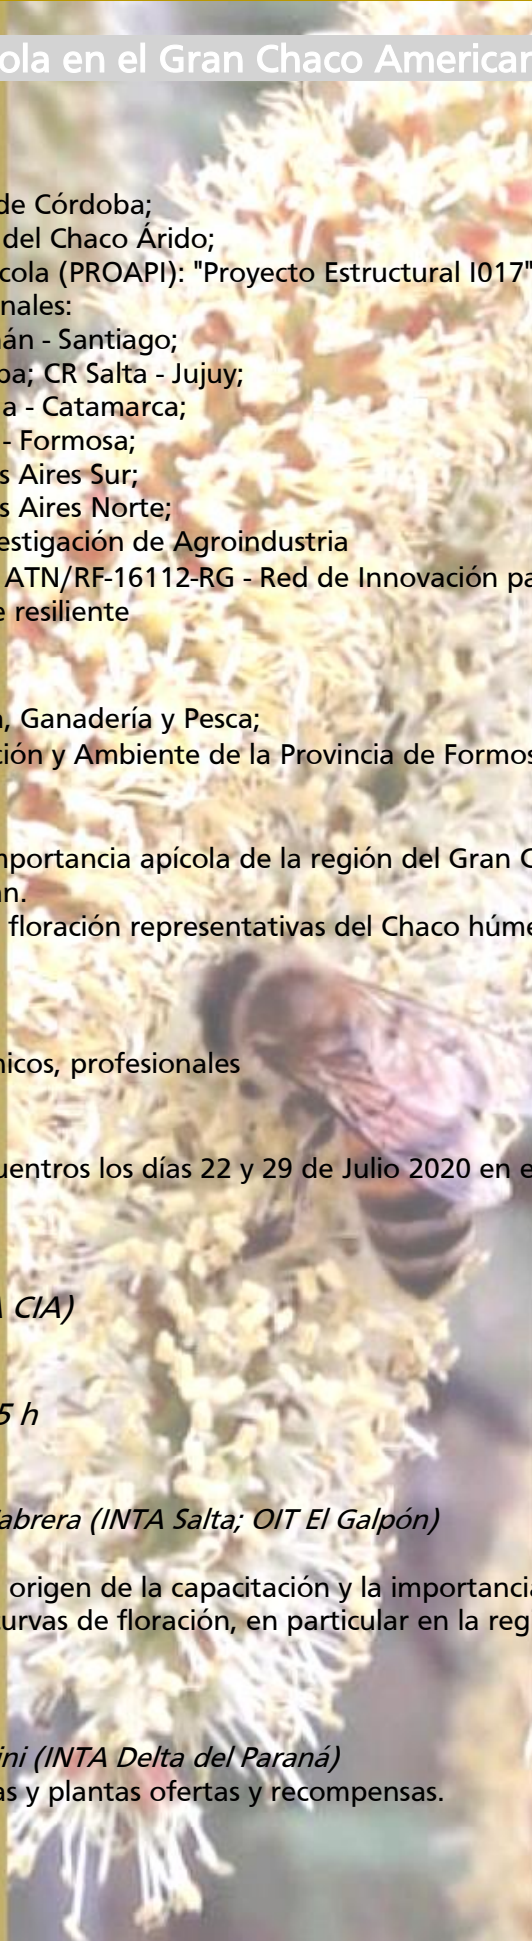 ola en el Gran Chaco American
de Córdoba;
del Chaco Árido;
cola (PROAPI): "Proyecto Estructural I017"
nales:
án - Santiago;
ba; CR Salta - Jujuy;
a - Catamarca;
- Formosa;
s Aires Sur;
s Aires Norte;
estigación de Agroindustria
ATN/RF-16112-RG - Red de Innovación pa
e resiliente
a, Ganadería y Pesca;
ción y Ambiente de la Provincia de Formos
mportancia apícola de la región del Gran C
an.
floración representativas del Chaco húme
nicos, profesionales
uentros los días 22 y 29 de Julio 2020 en e
A CIA)
5 h
abrera (INTA Salta; OIT El Galpón)
origen de la capacitación y la importancia
curvas de floración, en particular en la reg
ini (INTA Delta del Paraná)
as y plantas ofertas y recompensas.